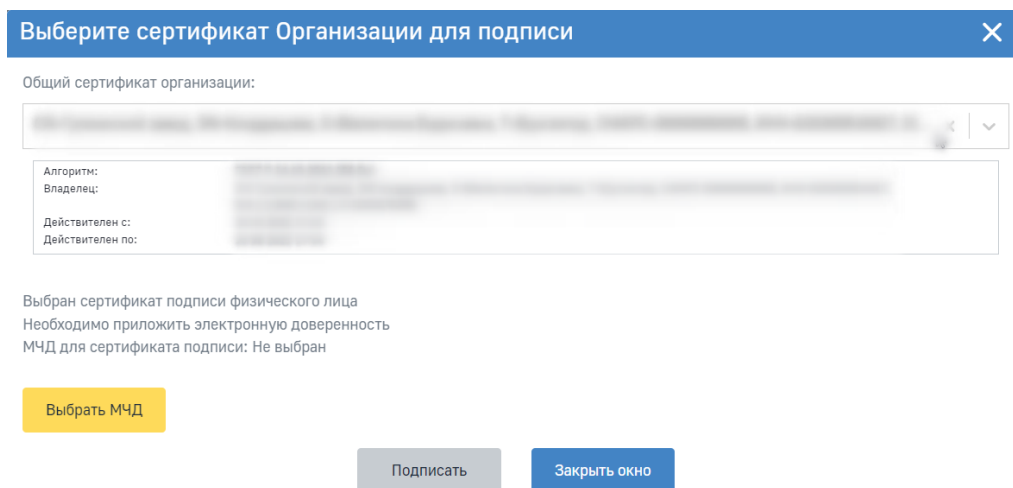 Выберите сертификат Организации для подписи
Общий сертификат организации:
Алгоритм:
Владелец:
Действителен с:
Действителен по:
Выбран сертификат подписи физического лица
Необходимо приложить электронную доверенность
МЧД для сертификата подписи: Не выбран
Выбрать МЧД
Подписать Закрыть окно